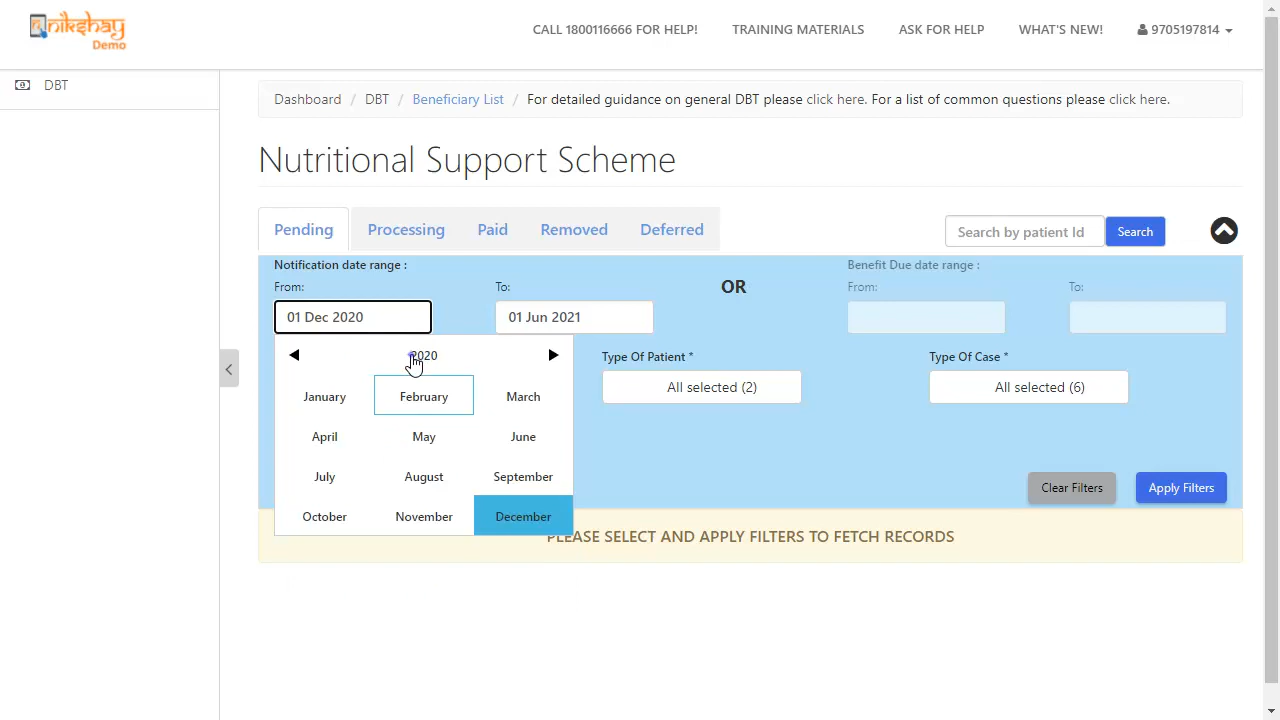 nikshay
Demo
CALL 1800116666 FOR HELP! TRAINING MATERIALS ASK FOR HELP WHAT'S NEW! 9705197814
DBT
Dashboard / DBT / Beneficiary List / For detailed guidance on general DBT please click here. For a list of common questions please click here.
Nutritional Support Scheme
Pending Processing Paid Removed Deferred Search by patient Id Search
Notification date range : Benefit Due date range :
From: To: OR From: To:
01 Dec 2020 01 Jun 2021
2020 Type Of Patient * Type Of Case *
All selected (2) All selected (6)
January February March
April May June
July August September
Clear Filters Apply Filters
October November December
PLEASE SELECT AND APPLY FILTERS TO FETCH RECORDS